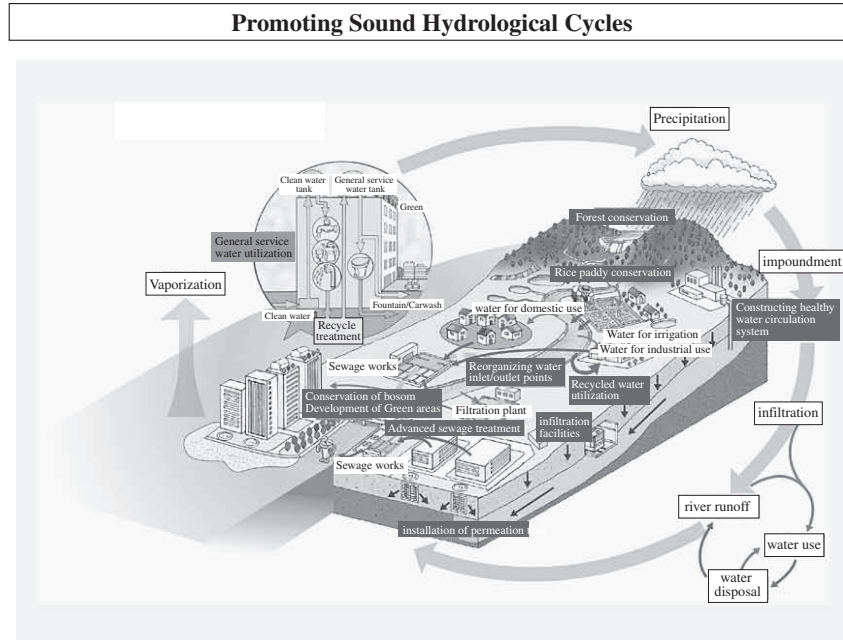 Promoting Sound Hydrological Cycles
Precipitation
Clean water
tank
General service
water tank
Green
Forest conservation
General service
water utilization
Rice paddy conservation
impoundment
Vaporization
Fountain/Carwash
water for domestic use
Constructing healthy
water circulation
system
Clean water
Recycle
treatment
Water for irrigation
Water for industrial use
Sewage works
Reorganizing water
inlet/outlet points
Recycled water
utilization
Conservation of bosom
Development of Green areas
Filtration plant
infiltration
facilities
infiltration
Advanced sewage treatment
Sewage works
river runoff
installation of permeation
water use
water
disposal